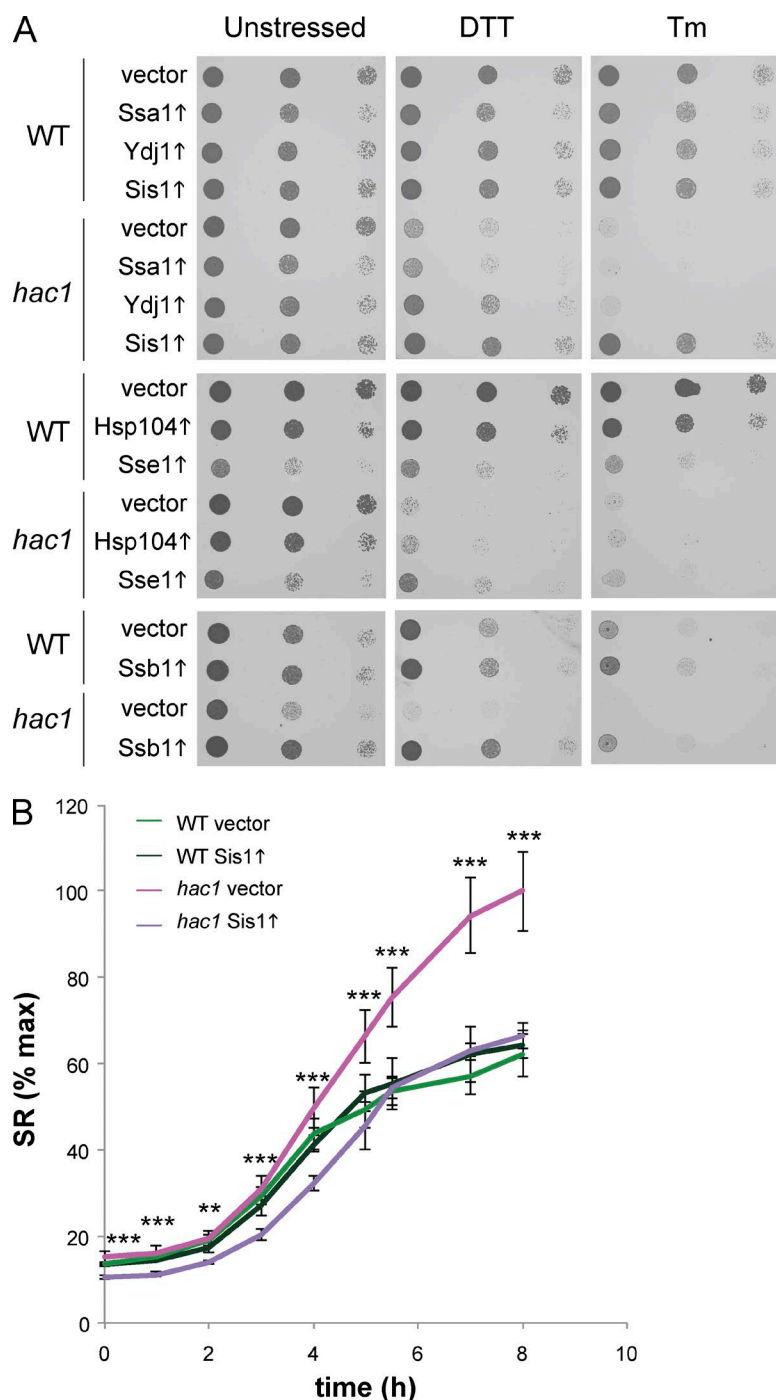 A
Unstressed DTT Tm
WT
vector
Ssa1↑
Ydj1↑
Sis1↑
hac1
vector
Ssa1↑
Ydj1↑
Sis1↑
WT
vector
Hsp104↑
Sse1↑
hac1
vector
Hsp104↑
Sse1↑
WT
vector
Ssb1↑
hac1
vector
Ssb1↑
B
WT vector
WT Sis1↑
hac1 vector
hac1 Sis1↑
SR (% max)
120
100
80
60
40
20
0
*** *** ** *** *** *** *** *** ***
0 2 4 6 8 10
time (h)